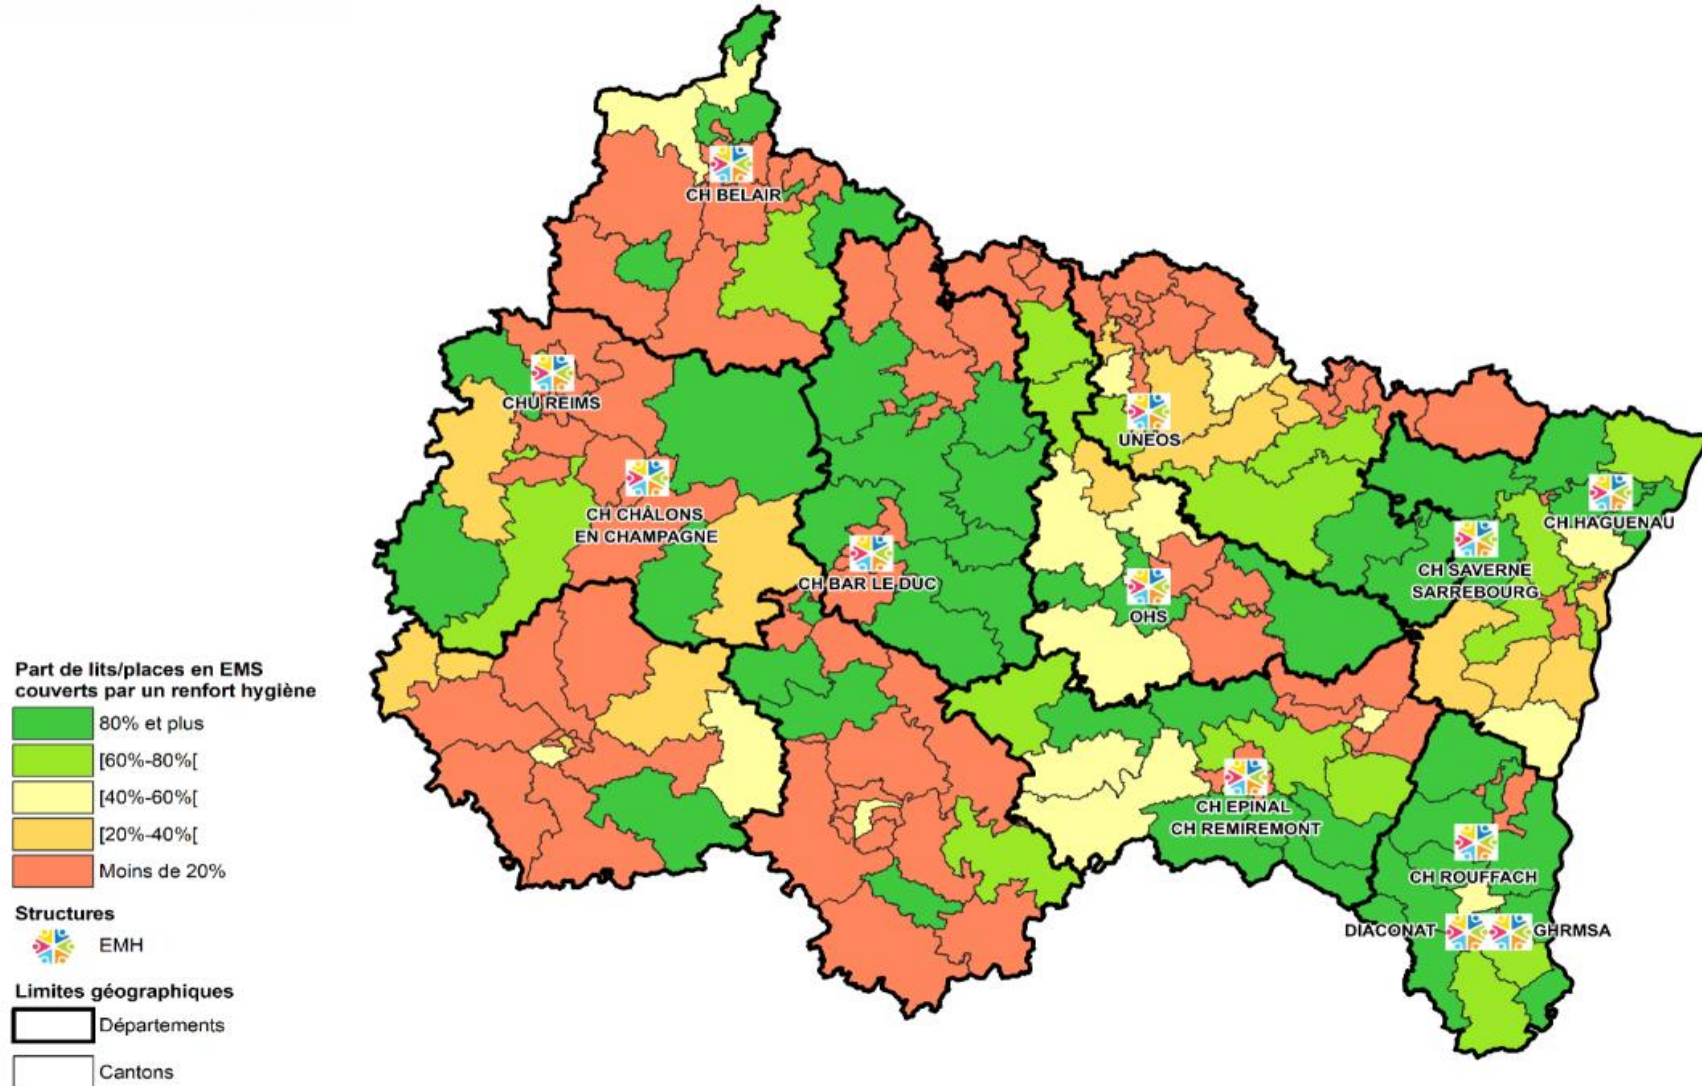 CH BELAIR
CHU REIMS
UNEOS
CH CHÂLONS
EN CHAMPAGNE
CH HAGUENAU
CH SAVERNE
SARREBOURG
CH BAR LE DUC
OHS
Part de lits/places en EMS
couverts par un renfort hygiène
80% et plus
[60%-80%[
[40%-60%[
[20%-40%[
Moins de 20%
CH EPINAL
CH REMIREMONT
CH ROUFFACH
DIACONAT
GHRMSA
Structures
EMH
Limites géographiques
Départements
Cantons